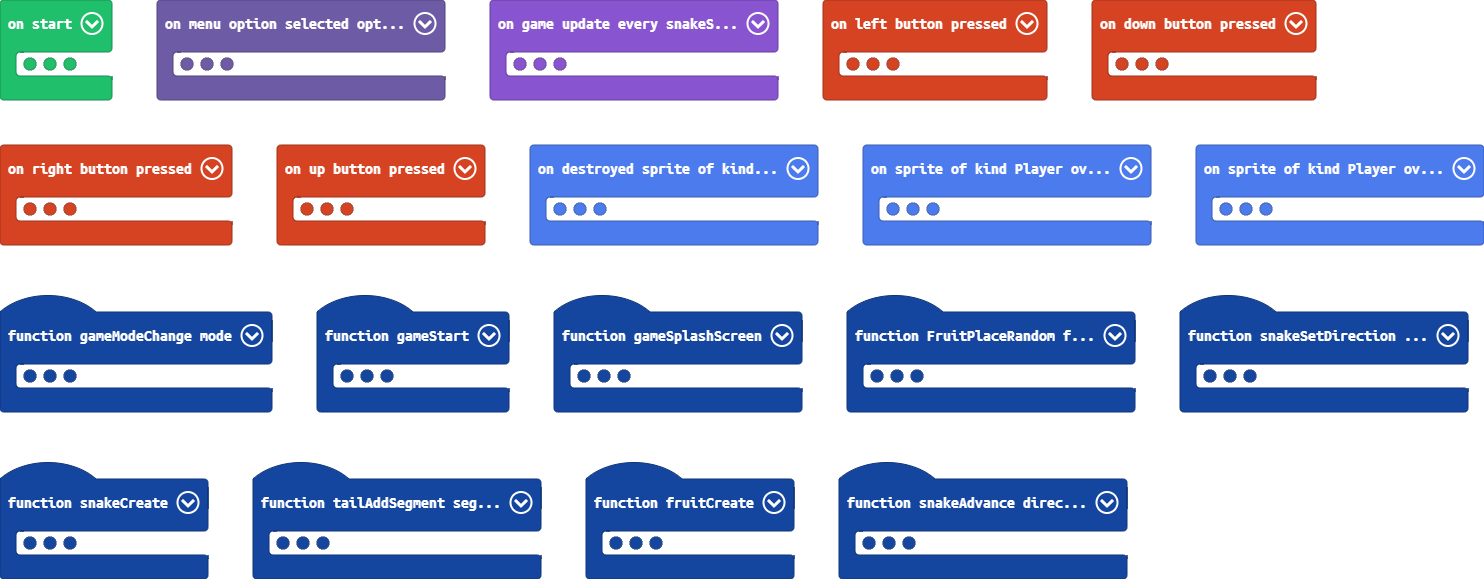 on start
on menu option selected opt...
on game update every snakeS...
on left button pressed
on down button pressed
on right button pressed
on up button pressed
on destroyed sprite of kind...
on sprite of kind Player ov...
on sprite of kind Player ov...
function gameModeChange mode
function gameStart
function gameSplashScreen
function FruitPlaceRandom f...
function snakeSetDirection ...
function snakeCreate
function tailAddSegment seg...
function fruitCreate
function snakeAdvance direc...